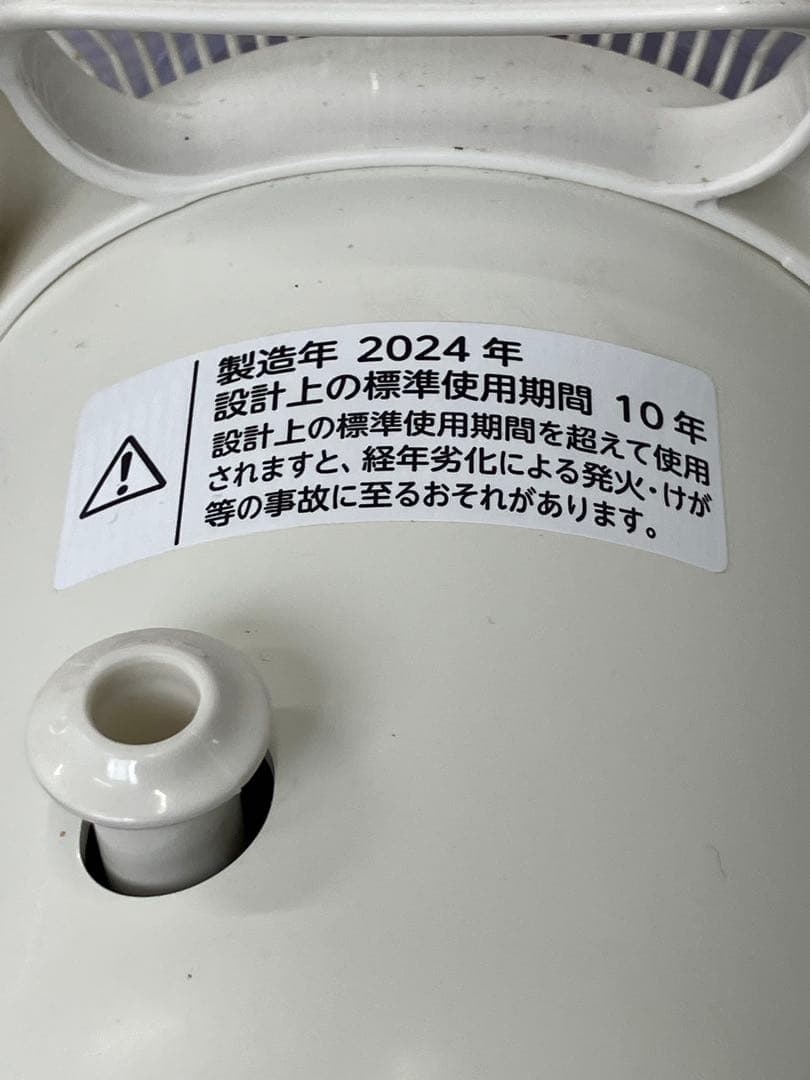 製造年 2024 年
設計上の標準使用期間 10 年
設計上の標準使用期間を超えて使用
されますと、経年劣化による発火・けが
等の事故に至るおそれがあります。